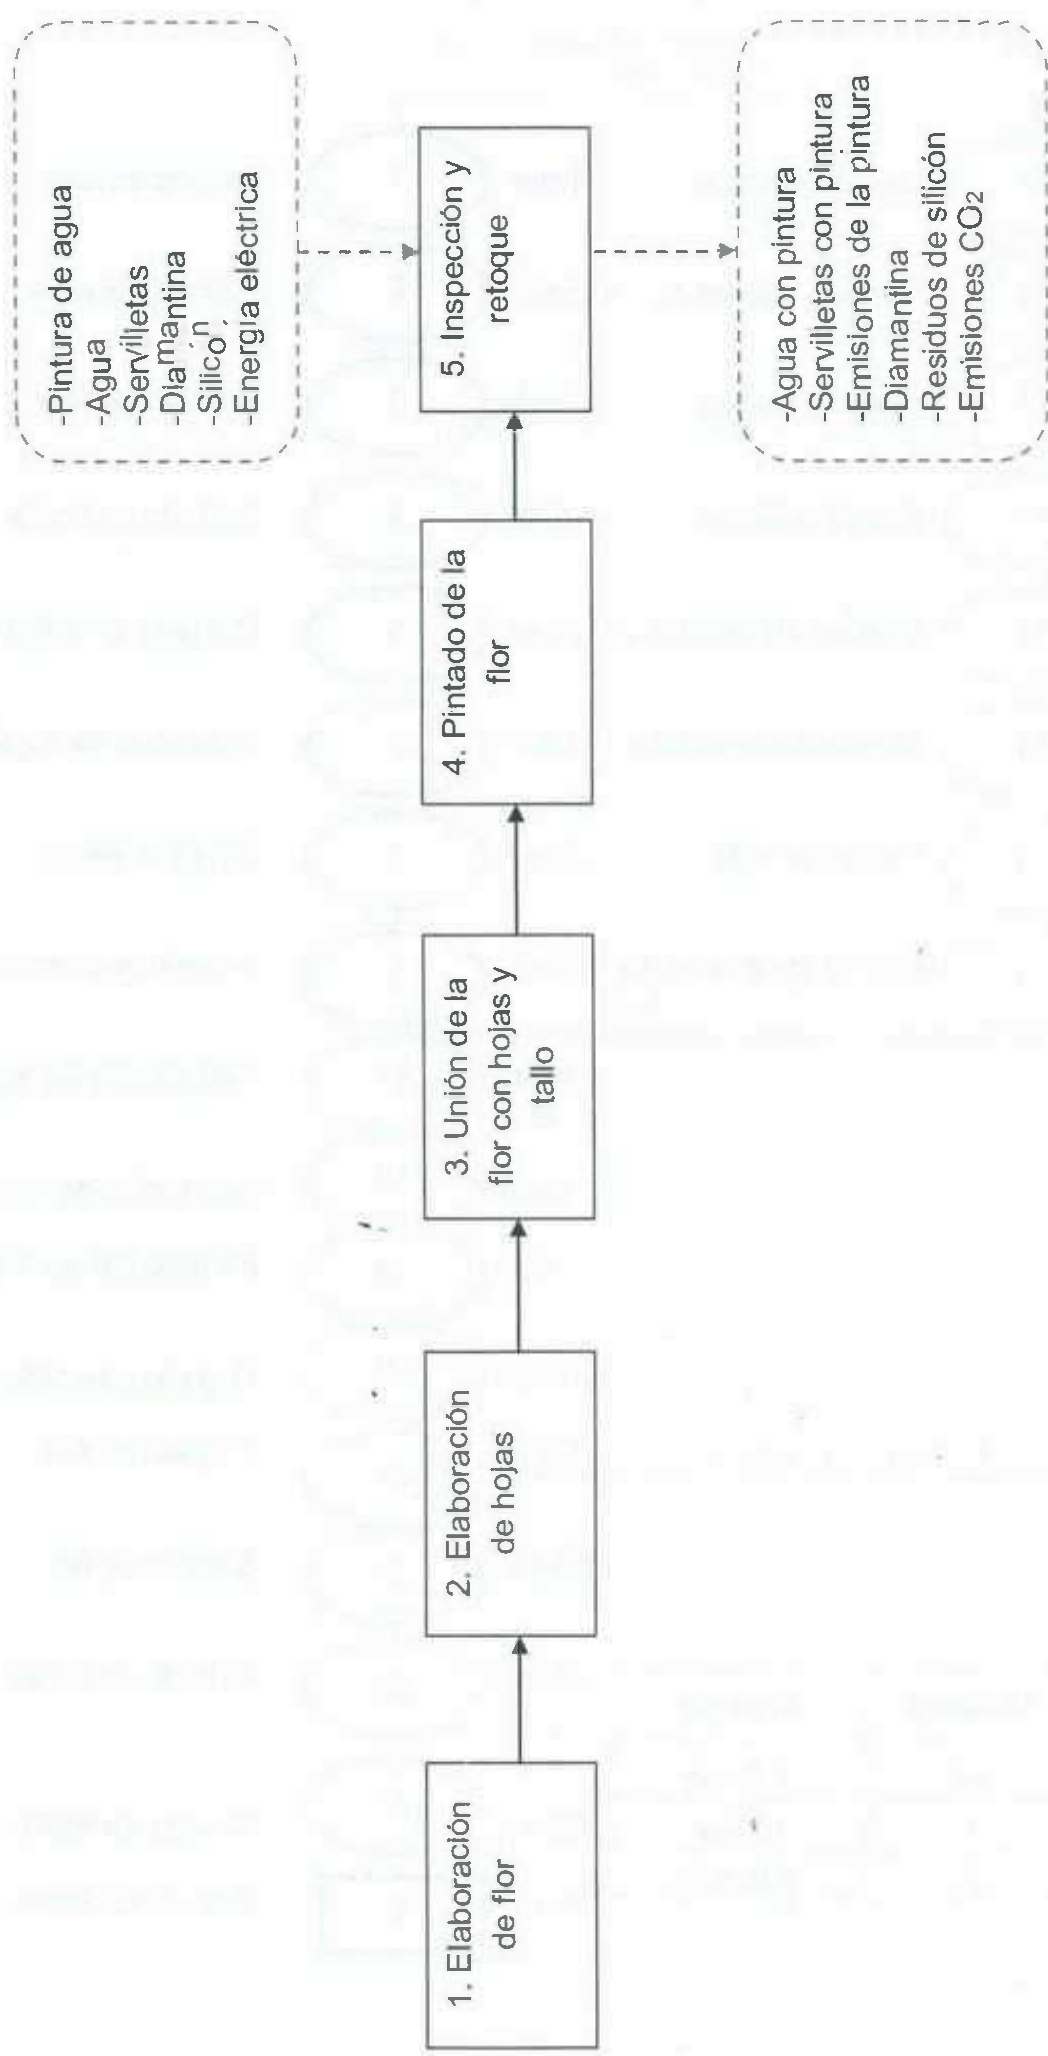 -Pintura de agua
-Agua
-Servilletas
-Diamantina
-Silicón
-Energía eléctrica
1. Elaboración
de flor
2. Elaboración
de hojas
3. Unión de la
flor con hojas y
tallo
4. Pintado de la
flor
5. Inspección y
retoque
-Agua con pintura
-Servilletas con pintura
-Emisiones de la pintura
-Diamantina
-Residuos de silicón
-Emisiones CO₂